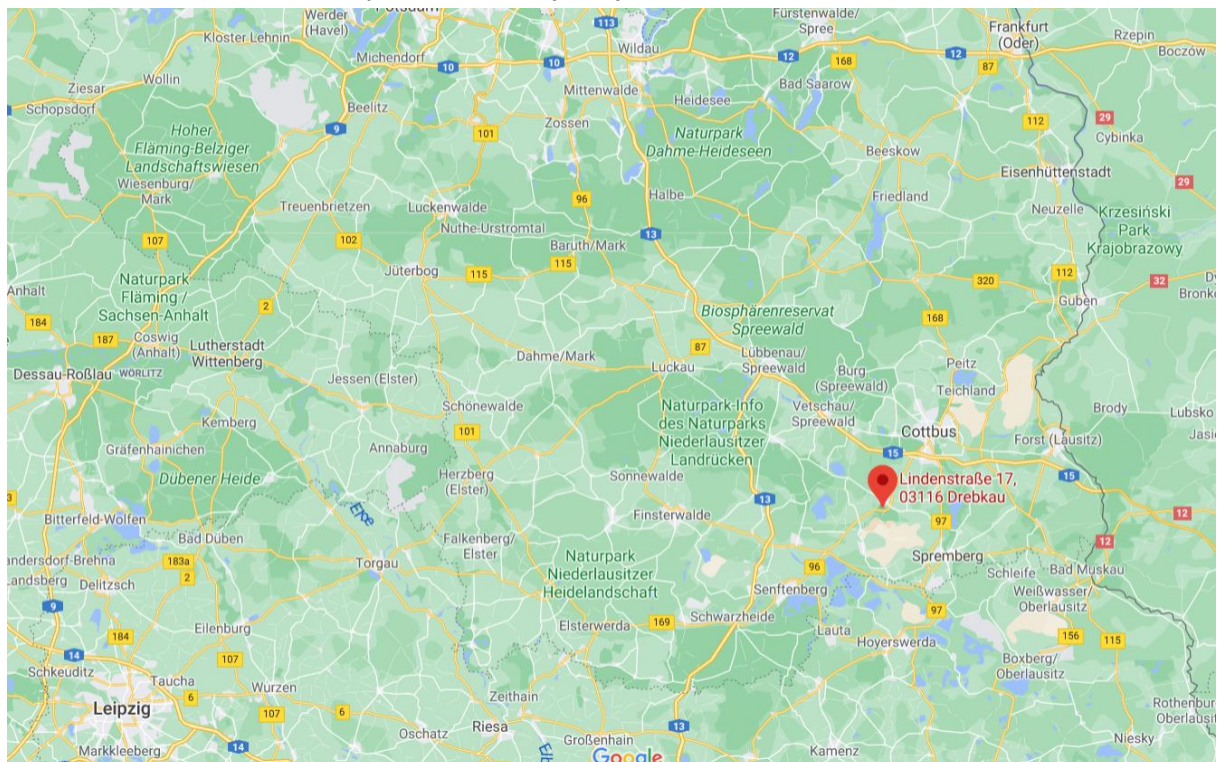 Werder
(Havel)
113
Fürstenwalde/
Spree
Frankfurt
(Oder)
Rzepin
Boczów
Kloster Lehnin
Michendorf
10
10
Wildau
12
168
12
87
Wollin
Ziesar
Schopsdorf
Beelitz
Mittenwalde
Heidesee
Bad Saarow
29
Cybinka
9
101
Zossen
112
Hoher
Fläming-Belziger
Landschaftswiesen
Naturpark
Dahme-Heideseen
Beeskow
Eisenhüttenstadt
29
Wiesenburg/
Mark
Treuenbrietzen
Luckenwalde
96
Halbe
Friedland
Neuzelle
Krzesiński
Park
Krajobrazowy
107
102
Nuthe-Urstromtal
Baruth/Mark
13
Jüterbog
115
115
320
112
32
Anhalt
Naturpark
Fläming /
Sachsen-Anhalt
2
Guben
184
187
Coswig
(Anhalt)
Lutherstadt
Wittenberg
Biosphärenreservat
Spreewald
168
87
Dahme/Mark
Luckau
Lübbenau/
Spreewald
Burg
(Spreewald)
Peitz
Teichland
Dessau-Roßlau
WÖRLITZ
Jessen (Elster)
Schönewalde
Naturpark-Info
des Naturparks
Niederlausitzer
Landrücken
Vetschau/
Spreewald
Brody
Lubsko
Kemberg
101
Cottbus
Gräfenhainichen
Annaburg
15
Forst (Lausitz)
15
Dübener Heide
Herzberg
(Elster)
Sonnewalde
Lindenstraße 17,
03116 Drebkau
13
Bitterfeld-Wolfen
Elbe
Finsterwalde
97
12
Bad Düben
Falkenberg/
Elster
12
183a
2
Delitzsch
Torgau
Naturpark
Niederlausitzer
Heidelandschaft
96
Spremberg
Schleife
Bad Muskau
Senftenberg
Weißwasser/
Oberlausitz
9
Eilenburg
Elsterwerda
169
Schwarzheide
97
Lauta
Hoyerswerda
156
115
184
14
107
Schkeuditz
Taucha
6
Wurzen
107
6
Zeithain
Boxberg/
Oberlausitz
Leipzig
Oschatz
Riesa
13
Niesky
14
Markkleeberg
Großenhain
Google
Kamenz